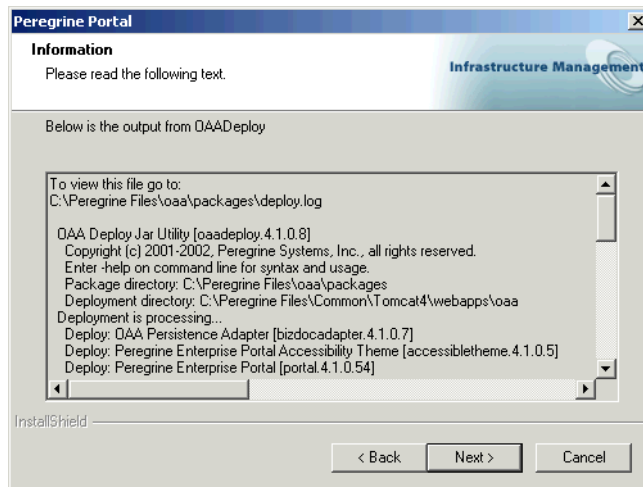 Peregrine Portal
Information
Please read the following text.
Infrastructure Management
Below is the output from OAADeploy
To view this file go to:
C:\Peregrine Files\oaa\packages\deploy.log
OAA Deploy Jar Utility [oaadeploy.4.1.0.8]
Copyright (c) 2001-2002, Peregrine Systems, Inc., all rights reserved.
Enter -help on command line for syntax and usage.
Package directory: C:\Peregrine Files\oaa\packages
Deployment directory: C:\Peregrine Files\Common\Tomcat4\webapps\oaa
Deployment is processing...
Deploy: OAA Persistence Adapter [bizdocadapter.4.1.0.7]
Deploy: Peregrine Enterprise Portal Accessibility Theme [accessibletheme.4.1.0.5]
Deploy: Peregrine Enterprise Portal [portal.4.1.0.54]
InstallShield
< Back
Next >
Cancel